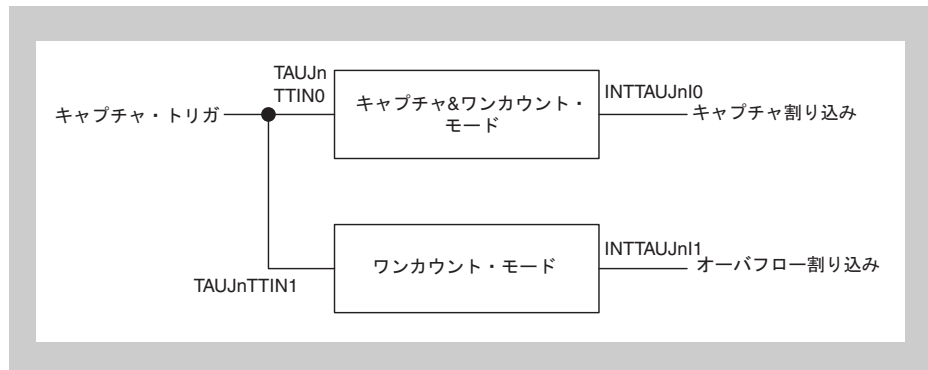 TAUJn
TTIN0
キャプチャ・トリガ
キャプチャ&ワンカウント・
モード
INTTAUJnI0
キャプチャ割り込み
TAUJnTTIN1
ワンカウント・モード
INTTAUJnI1
オーバフロー割り込み